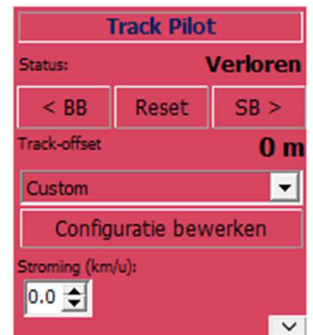 Track Pilot
Status: Verloren
< BB Reset SB >
Track-offset 0 m
Custom
Configuratie bewerken
Stroming (km/u):
0.0